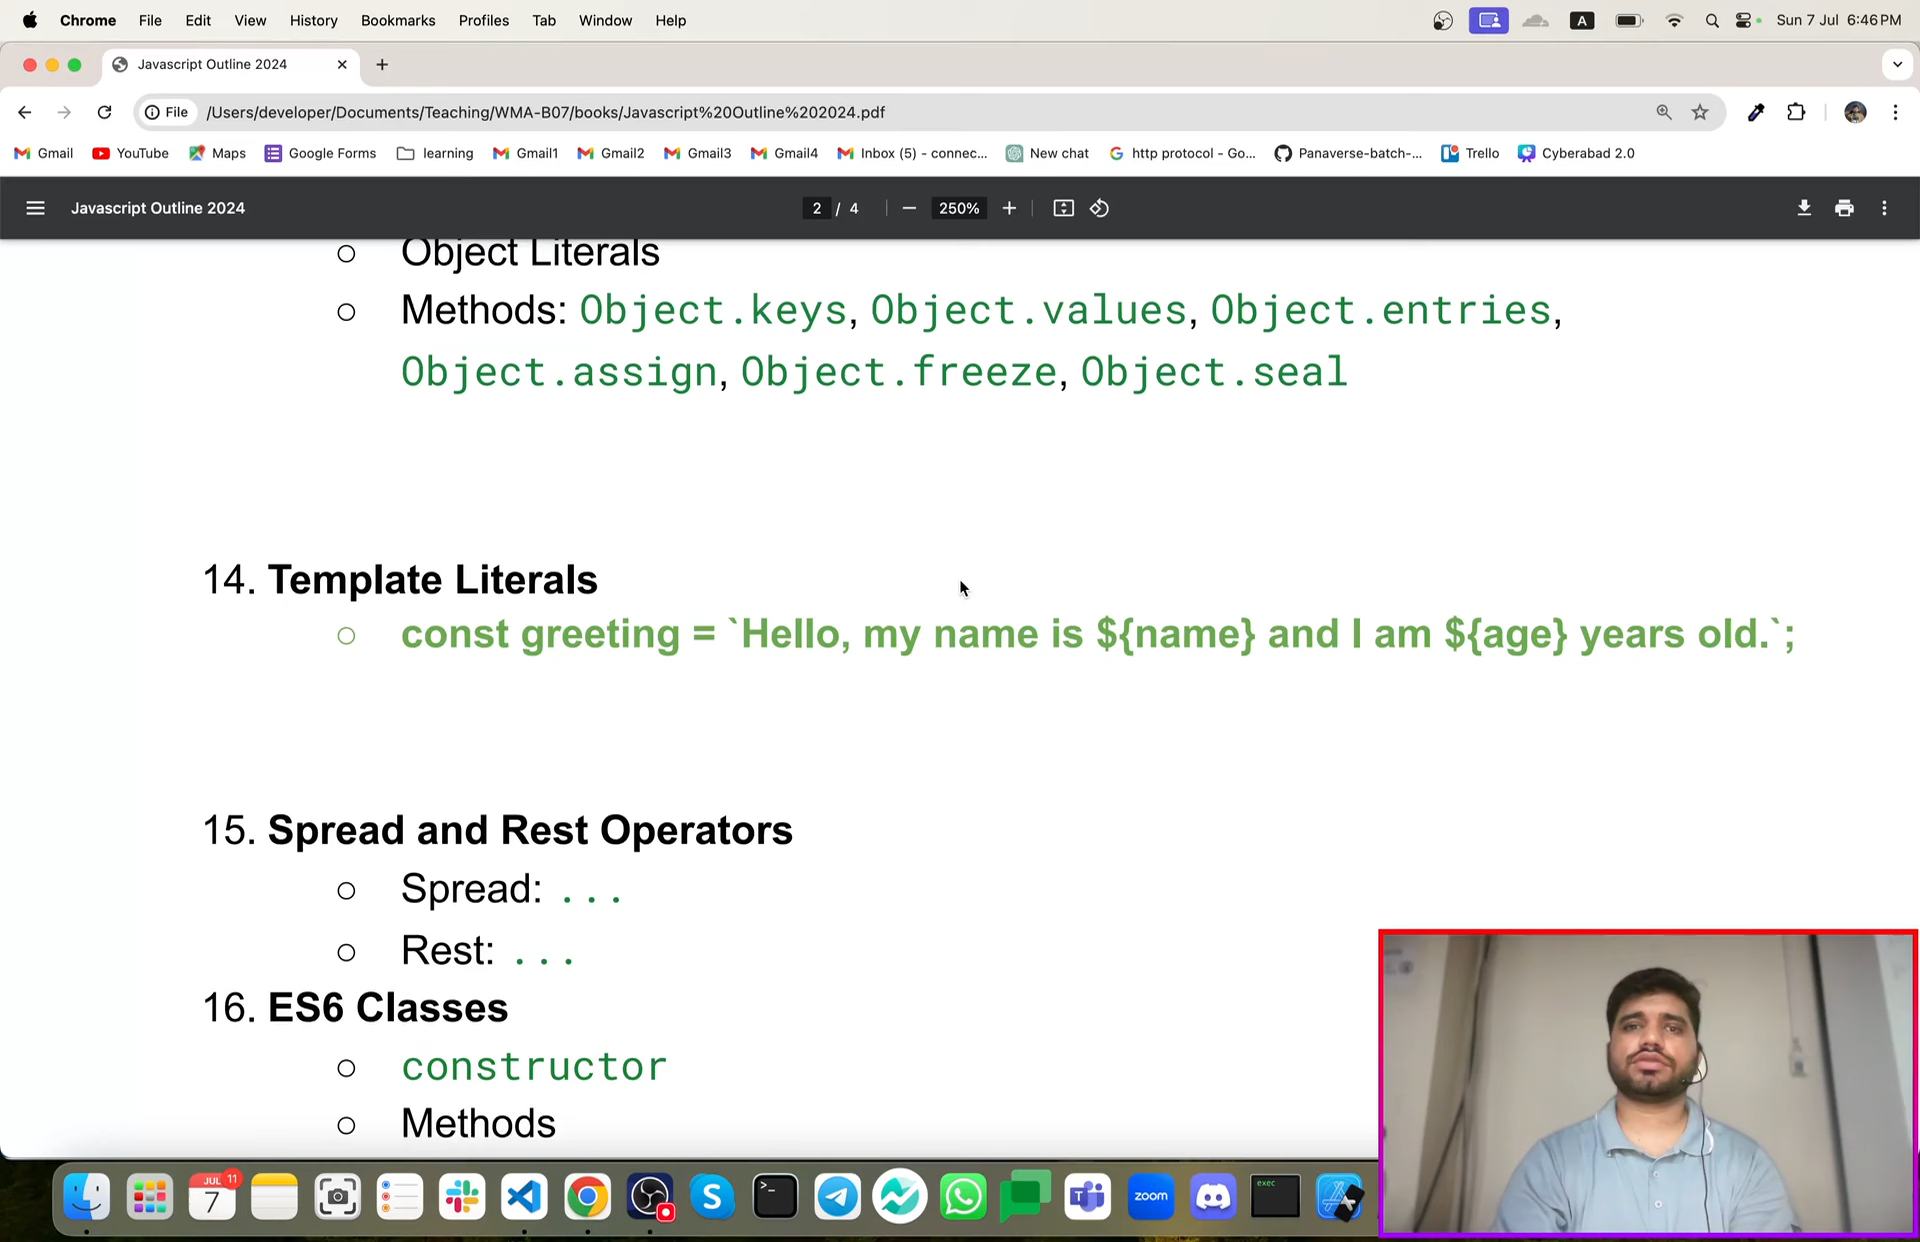 Chrome File Edit View History Bookmarks Profiles Tab Window Help A Sun 7 Jul 6:46 PM
Javascript Outline 2024
File /Users/developer/Documents/Teaching/WMA-B07/books/Javascript%20Outline%202024.pdf
Gmail YouTube Maps Google Forms learning Gmail1 Gmail2 Gmail3 Gmail4 Inbox (5) - connec... New chat http protocol - Go... Panaverse-batch-... Trello Cyberabad 2.0
Javascript Outline 2024 2 / 4 250%
○ Object Literals
○ Methods: Object.keys, Object.values, Object.entries,
Object.assign, Object.freeze, Object.seal
14. Template Literals
○ const greeting = `Hello, my name is ${name} and I am ${age} years old.`;
15. Spread and Rest Operators
○ Spread: ...
○ Rest: ...
16. ES6 Classes
○ constructor
○ Methods
JUL 11
7
S
zoom
exec